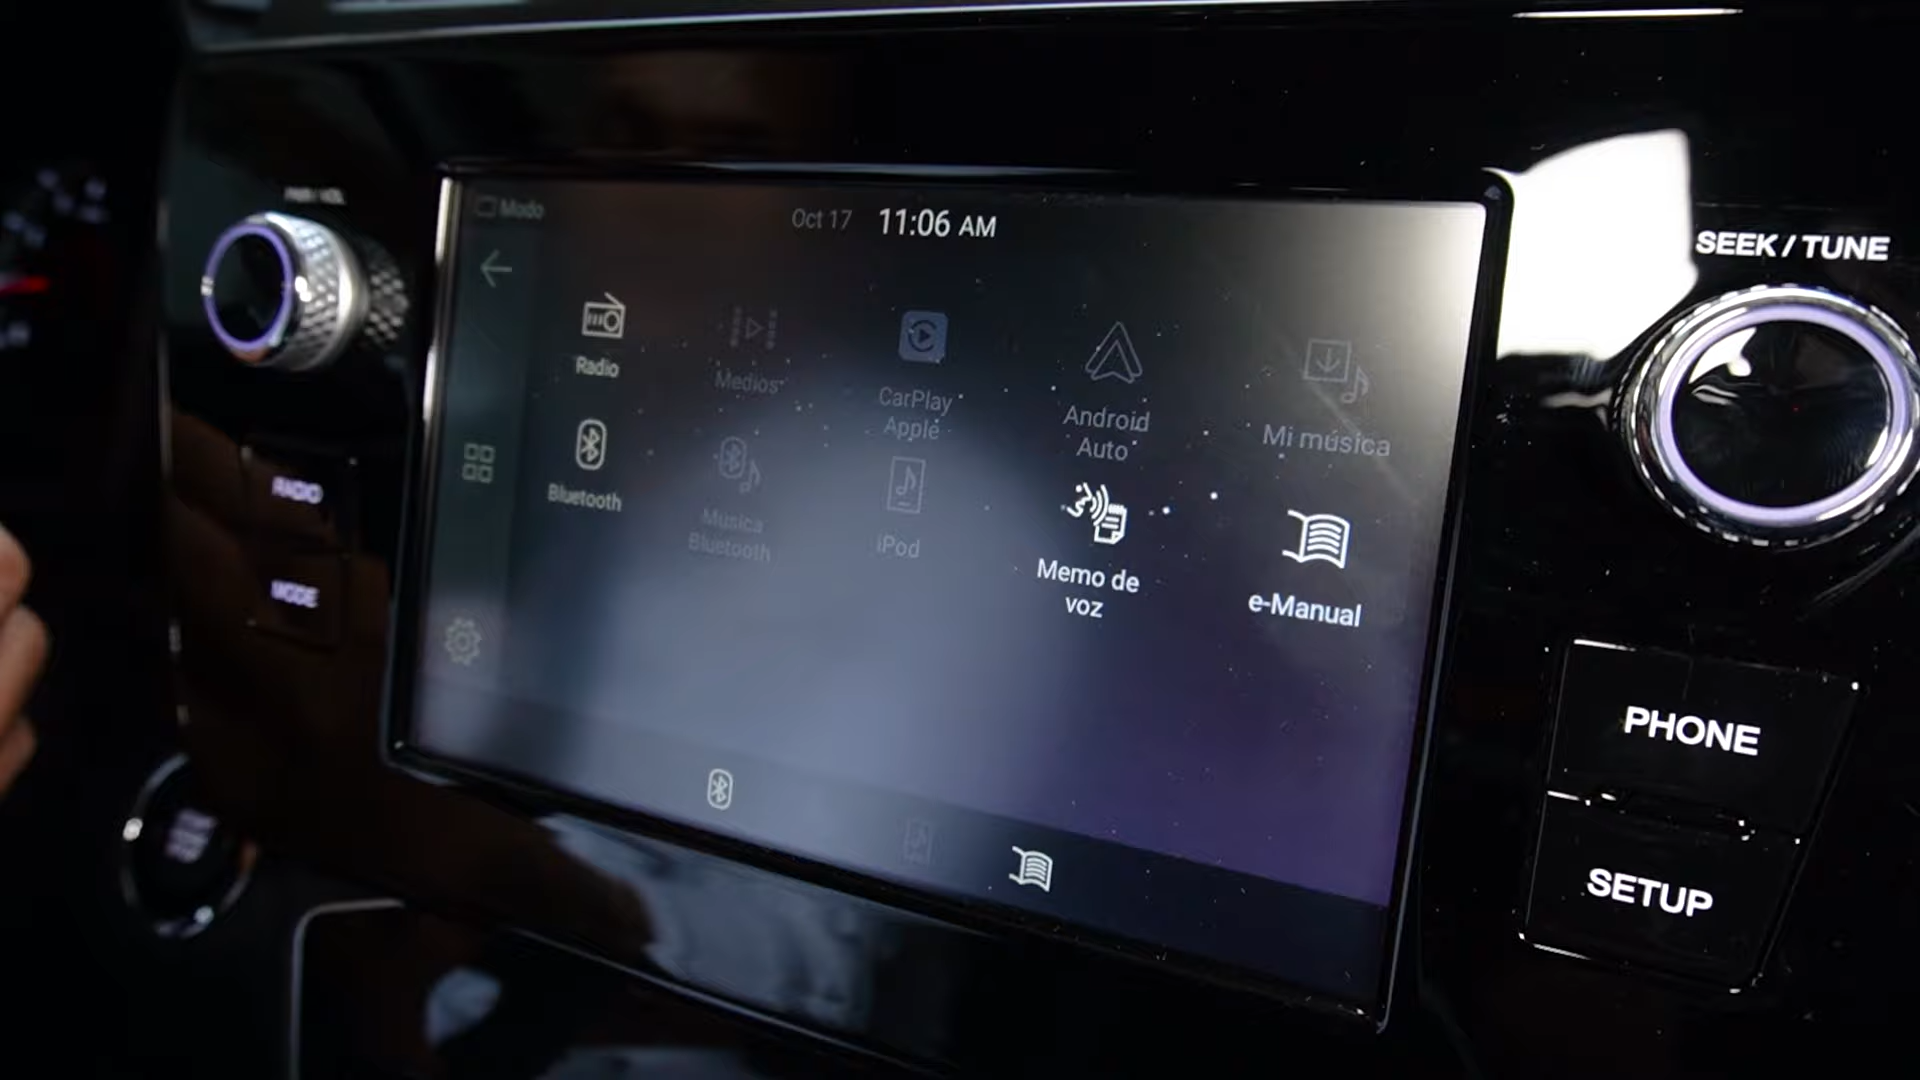 Modo
Oct 17 11:06 AM
SEEK / TUNE
Radio
Medios
CarPlay
Apple
Android
Auto
Mi música
Bluetooth
Musica
Bluetooth
iPod
Memo de
voz
e-Manual
RADIO
MODE
PHONE
SETUP